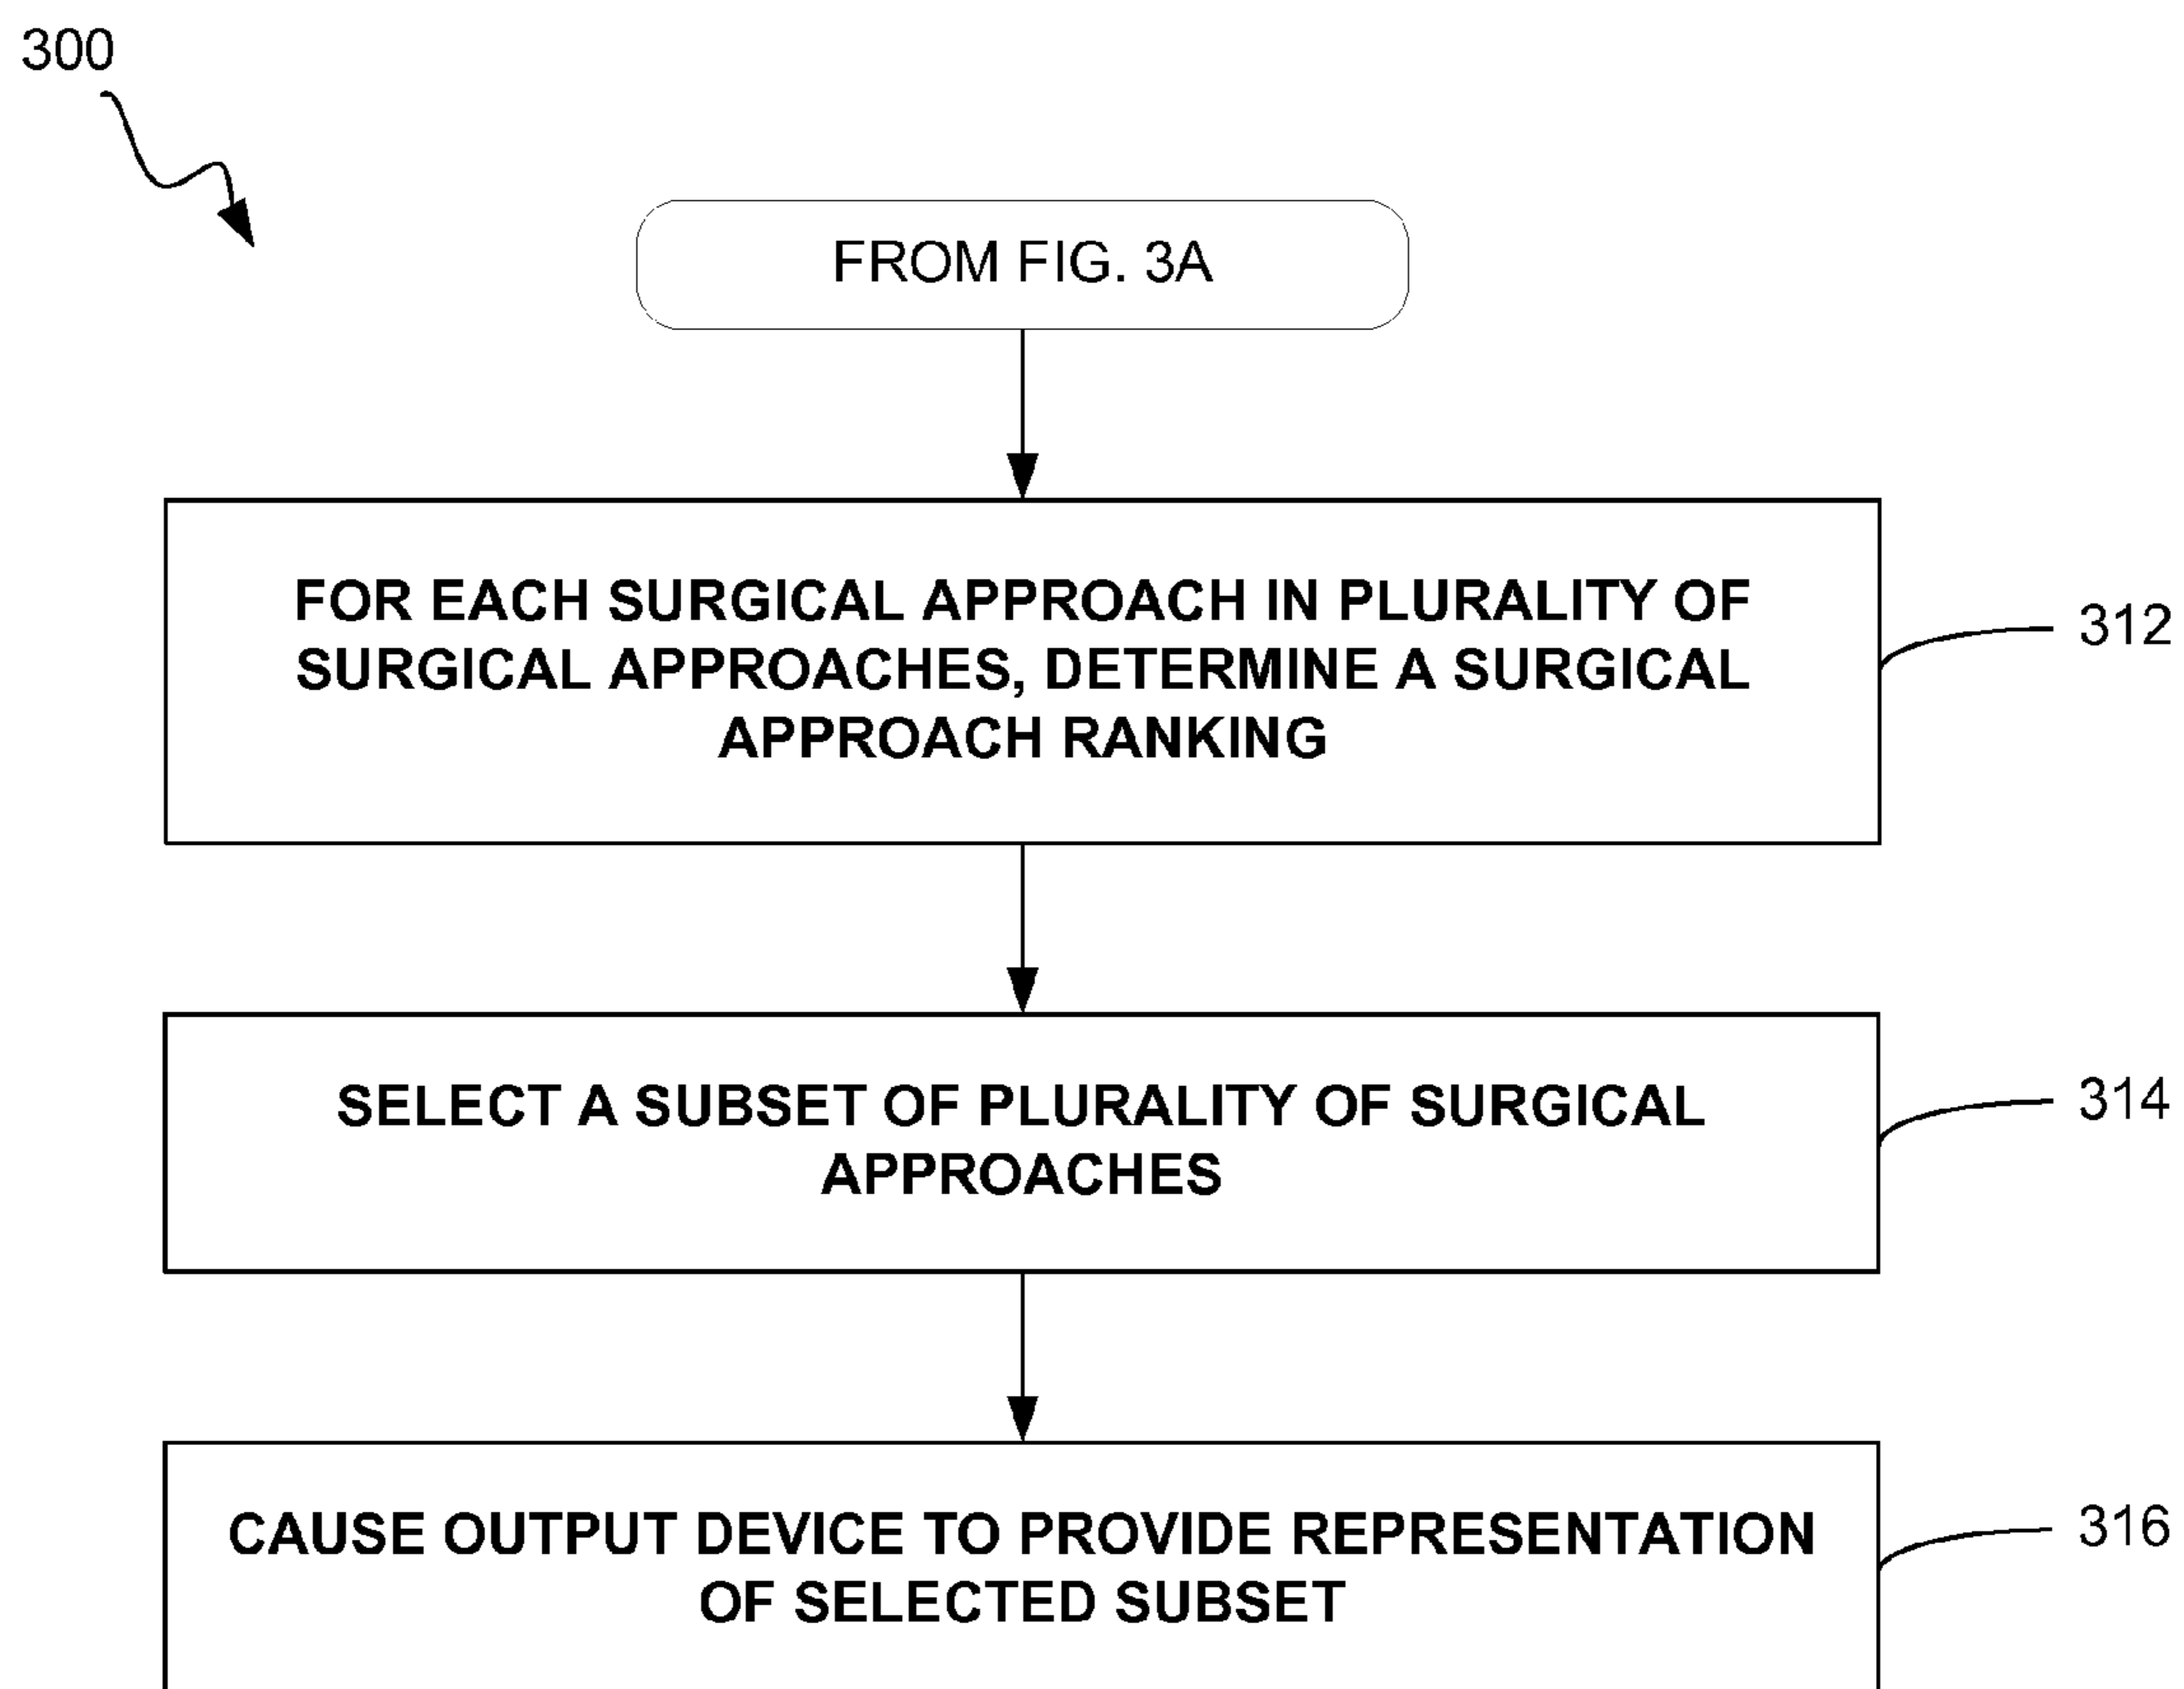 300
FROM FIG. 3A
FOR EACH SURGICAL APPROACH IN PLURALITY OF
SURGICAL APPROACHES, DETERMINE A SURGICAL
APPROACH RANKING
312
SELECT A SUBSET OF PLURALITY OF SURGICAL
APPROACHES
314
CAUSE OUTPUT DEVICE TO PROVIDE REPRESENTATION
OF SELECTED SUBSET
316